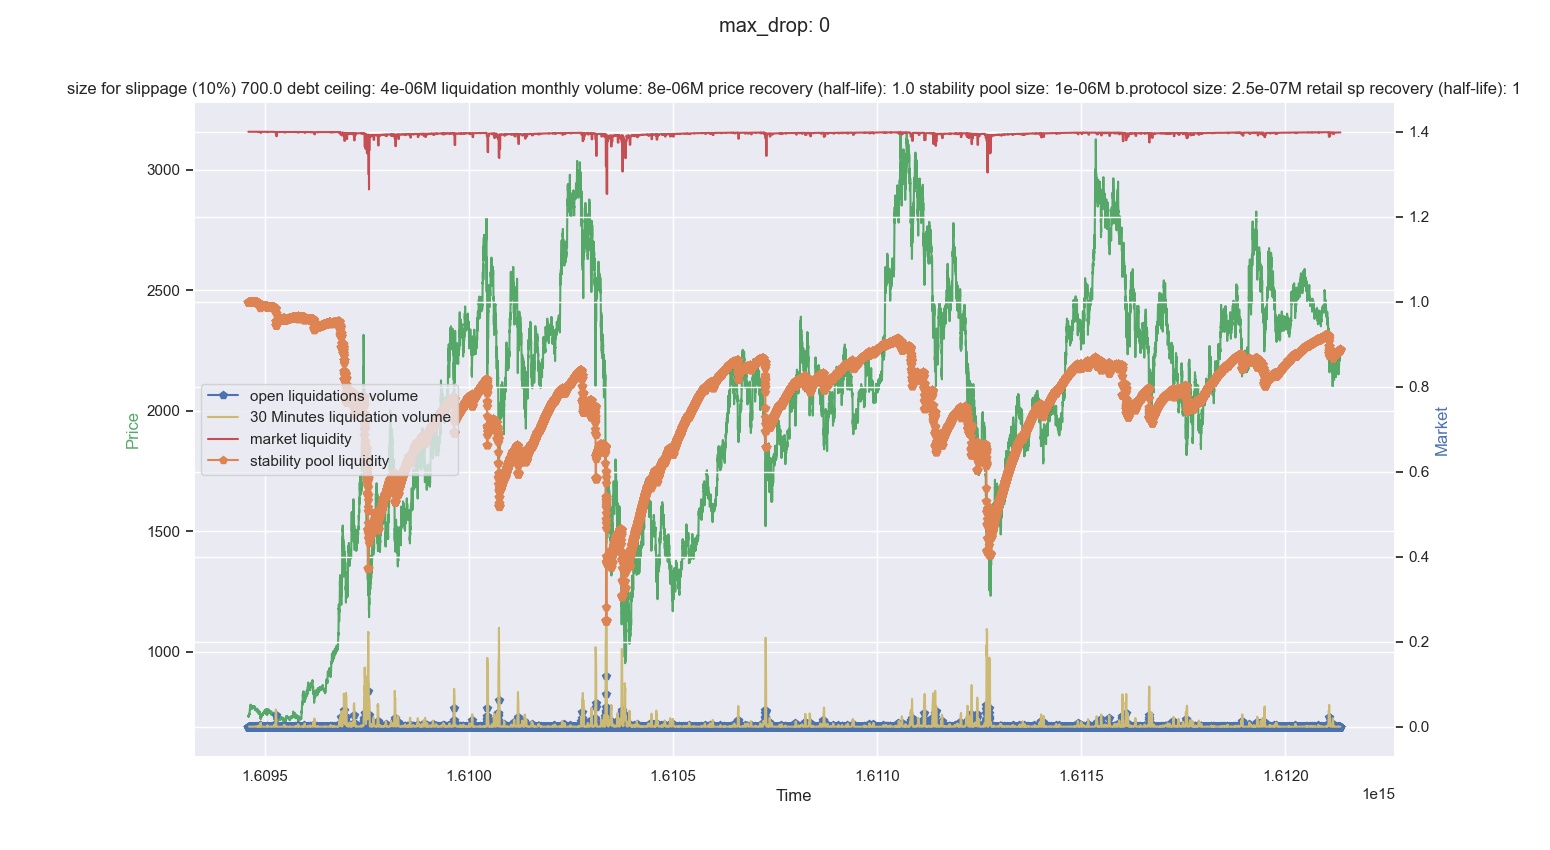 max_drop: 0
size for slippage (10%) 700.0 debt ceiling: 4e-06M liquidation monthly volume: 8e-06M price recovery (half-life): 1.0 stability pool size: 1e-06M b.protocol size: 2.5e-07M retail sp recovery (half-life): 1
3000
2500
2000
1500
1000
Price
open liquidations volume
30 Minutes liquidation volume
market liquidity
stability pool liquidity
1.4
1.2
1.0
0.8
0.6
0.4
0.2
0.0
Market
1.6095 1.6100 1.6105 1.6110 1.6115 1.6120
Time
1e15